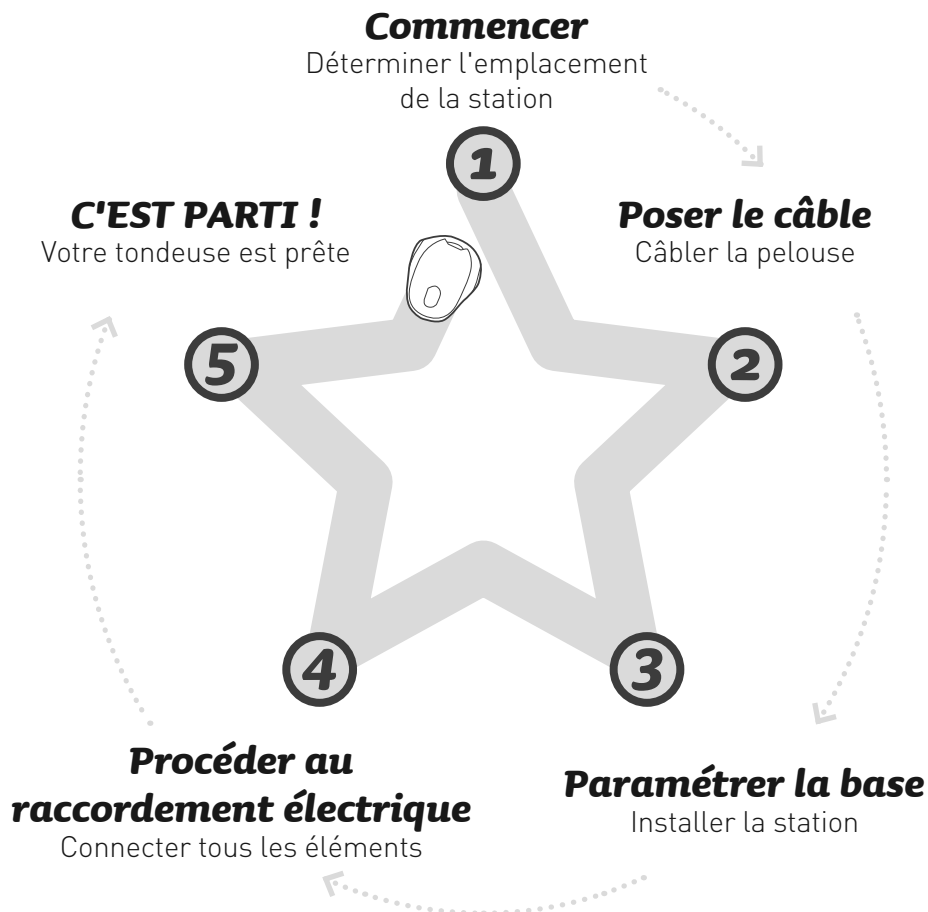 Commencer
Déterminer l'emplacement
de la station
1
Poser le câble
Câbler la pelouse
2
Paramétrer la base
Installer la station
3
Procéder au
raccordement électrique
Connecter tous les éléments
4
C'EST PARTI !
Votre tondeuse est prête
5